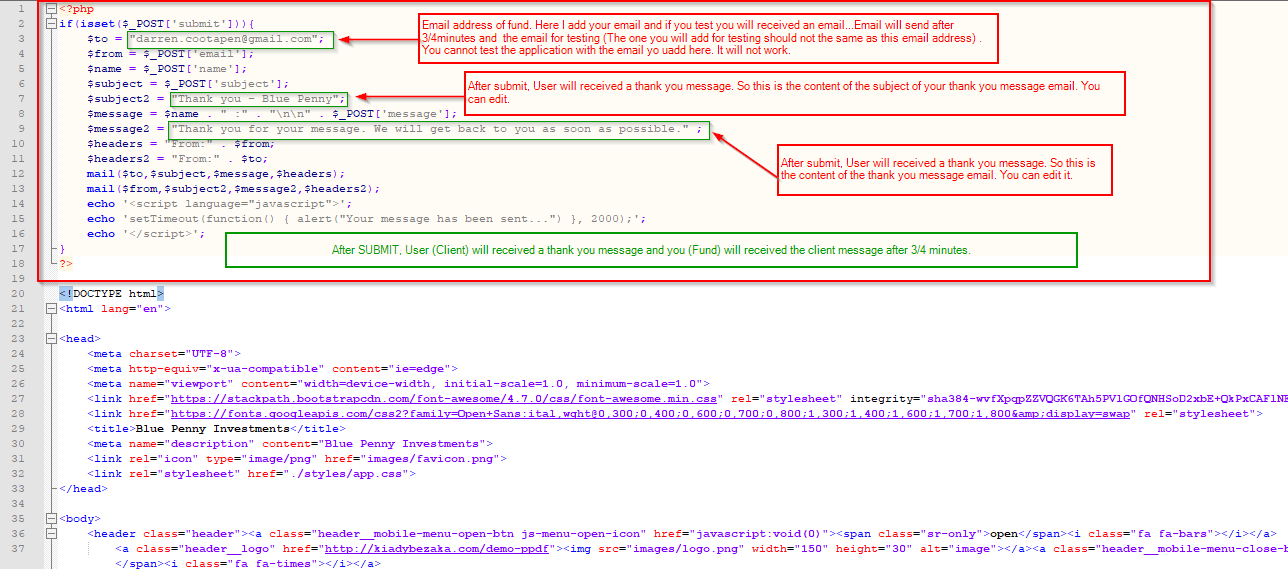 1 <?php
2 if(isset($_POST['submit'])){
3 $to = "darren.cootapen@gmail.com";
4 $from = $_POST['email'];
5 $name = $_POST['name'];
6 $subject = $_POST['subject'];
7 $subject2 = "Thank you - Blue Penny";
8 $message = $name . " :" . "\n\n" . $_POST['message'];
9 $message2 = "Thank you for your message. We will get back to you as soon as possible." ;
10 $headers = "From:" . $from;
11 $headers2 = "From:" . $to;
12 mail($to,$subject,$message,$headers);
13 mail($from,$subject2,$message2,$headers2);
14 echo '<script language="javascript">';
15 echo 'setTimeout(function() { alert("Your message has been sent...") }, 2000);';
16 echo '</script>';
17 }
18 ?>
19
Email address of fund. Here I add your email and if you test you will received an email...Email will send after
3/4minutes and the email for testing (The one you will add for testing should not the same as this email address) .
You cannot test the application with the email yo uadd here. It will not work.
After submit, User will received a thank you message. So this is the content of the subject of your thank you message email. You
can edit.
After submit, User will received a thank you message. So this is
the content of the thank you message email. You can edit it.
After SUBMIT, User (Client) will received a thank you message and you (Fund) will received the client message after 3/4 minutes.
20 <!DOCTYPE html>
21 <html lang="en">
22
23 <head>
24 <meta charset="UTF-8">
25 <meta http-equiv="x-ua-compatible" content="ie=edge">
26 <meta name="viewport" content="width=device-width, initial-scale=1.0, minimum-scale=1.0">
27 <link href="https://stackpath.bootstrapcdn.com/font-awesome/4.7.0/css/font-awesome.min.css" rel="stylesheet" integrity="sha384-wvfXpqpZZVQGK6TAh5PVlGOfQNHSoD2xbE+QkPxCAFlNE
28 <link href="https://fonts.googleapis.com/css2?family=Open+Sans:ital,wght@0,300;0,400;0,600;0,700;0,800;1,300;1,400;1,600;1,700;1,800&amp;display=swap" rel="stylesheet">
29 <title>Blue Penny Investments</title>
30 <meta name="description" content="Blue Penny Investments">
31 <link rel="icon" type="image/png" href="images/favicon.png">
32 <link rel="stylesheet" href="./styles/app.css">
33 </head>
34
35 <body>
36 <header class="header"><a class="header__mobile-menu-open-btn js-menu-open-icon" href="javascript:void(0)"><span class="sr-only">open</span><i class="fa fa-bars"></i></a>
37 <a class="header__logo" href="http://kiadybezaka.com/demo-ppdf"><img src="images/logo.png" width="150" height="30" alt="image"></a><a class="header__mobile-menu-close-b
</span><i class="fa fa-times"></i></a>